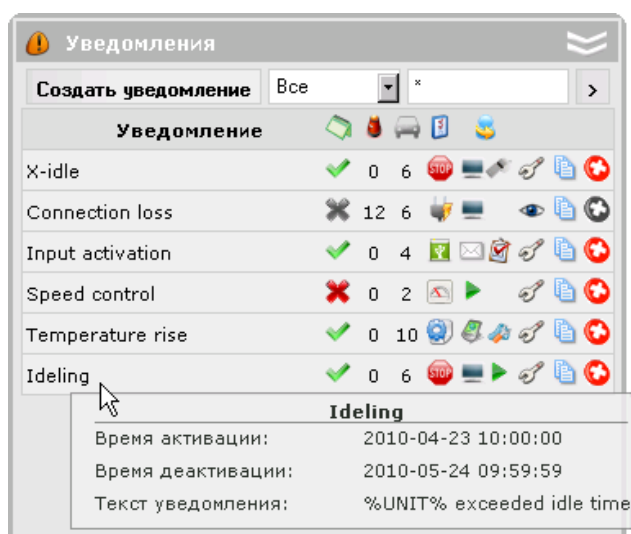 Уведомления
Создать уведомление Все * >
Уведомление
X-idle 0 6 STOP
Connection loss 12 6
Input activation 0 4
Speed control 0 2
Temperature rise 0 10
Ideling 0 6 STOP
Ideling
Время активации: 2010-04-23 10:00:00
Время деактивации: 2010-05-24 09:59:59
Текст уведомления: %UNIT% exceeded idle time